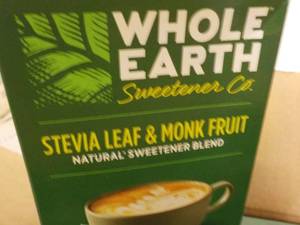 WHOLE
EARTH
Sweetener Co.
STEVIA LEAF & MONK FRUIT
NATURAL* SWEETENER BLEND